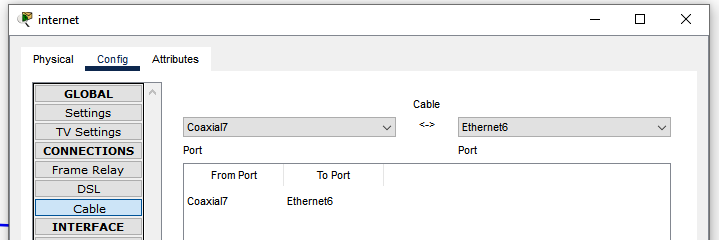 internet
Physical Config Attributes
GLOBAL
Settings
TV Settings
CONNECTIONS
Frame Relay
DSL
Cable
INTERFACE
Cable
Coaxial7 <-> Ethernet6
Port Port
From Port To Port
Coaxial7 Ethernet6